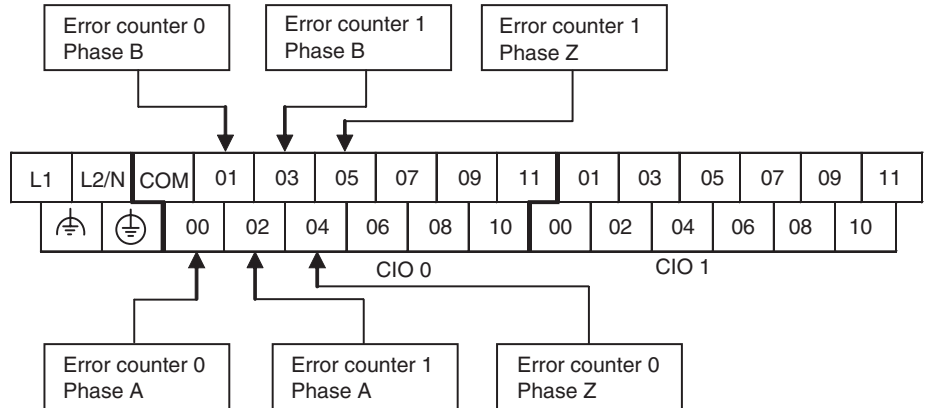 Error counter 0
Phase B
Error counter 1
Phase B
Error counter 1
Phase Z
L1 L2/N COM 01 03 05 07 09 11 01 03 05 07 09 11
00 02 04 06 08 10 00 02 04 06 08 10
CIO 0 CIO 1
Error counter 0
Phase A
Error counter 1
Phase A
Error counter 0
Phase Z